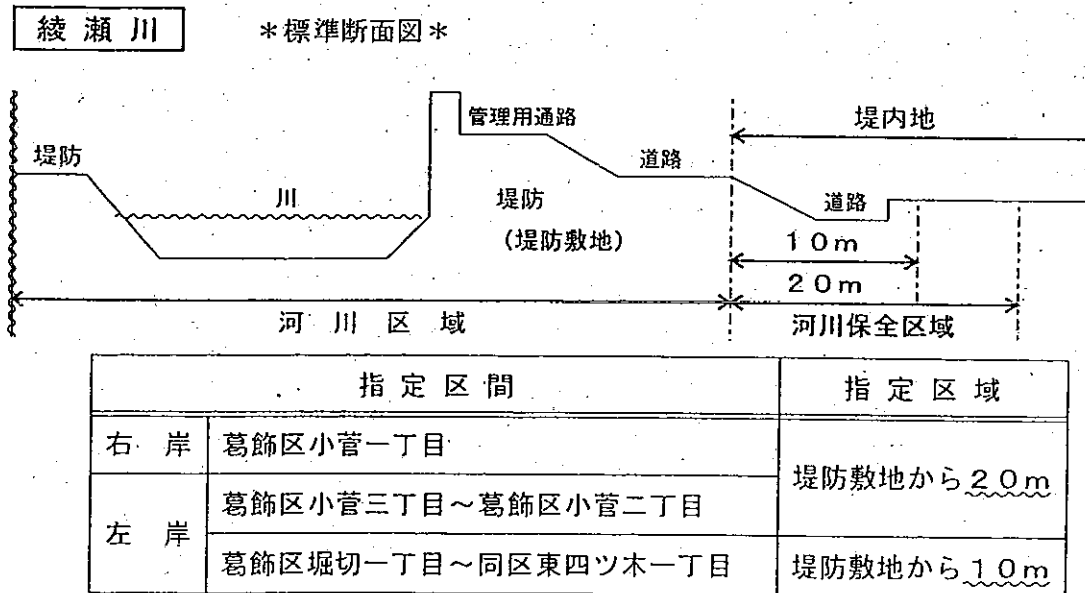 綾瀬川 *標準断面図*
管理用通路
堤内地
堤防
道路
川
堤防
道路
(堤防敷地)
10m
20m
河川区域
河川保全区域
指定区間 指定区域
右岸 葛飾区小菅一丁目 堤防敷地から20m
左岸 葛飾区小菅三丁目~葛飾区小菅二丁目
葛飾区堀切一丁目~同区東四ツ木一丁目 堤防敷地から10m